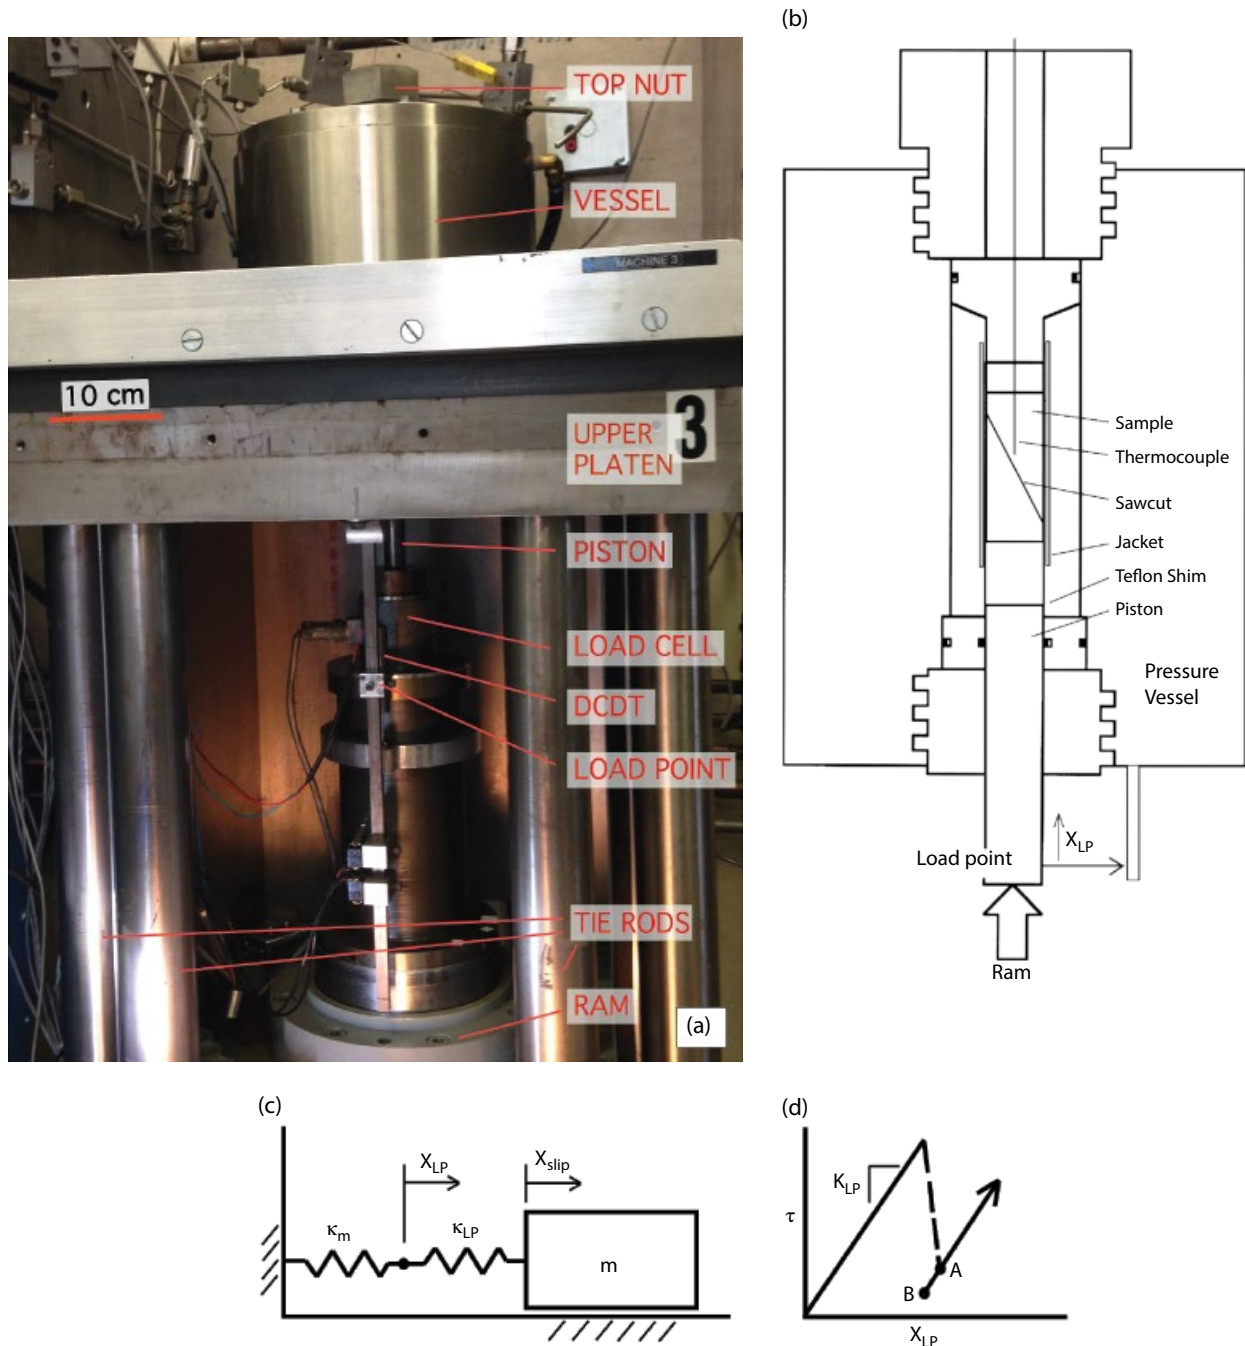 TOP NUT
VESSEL
MACHINE 3
10 cm
UPPER
PLATEN
3
PISTON
LOAD CELL
DCDT
LOAD POINT
TIE RODS
RAM
(a)
(b)
Sample
Thermocouple
Sawcut
Jacket
Teflon Shim
Piston
Pressure
Vessel
X_LP
Load point
Ram
(c)
X_LP
X_slip
κ_m
κ_LP
m
(d)
K_LP
τ
A
B
X_LP